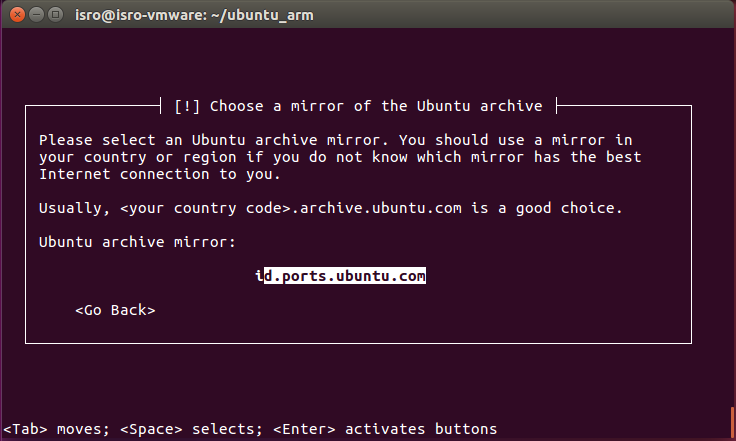 isro@isro-vmware: ~/ubuntu_arm
[!] Choose a mirror of the Ubuntu archive
Please select an Ubuntu archive mirror. You should use a mirror in
your country or region if you do not know which mirror has the best
Internet connection to you.
Usually, <your country code>.archive.ubuntu.com is a good choice.
Ubuntu archive mirror:
id.ports.ubuntu.com
<Go Back>
<Tab> moves; <Space> selects; <Enter> activates buttons